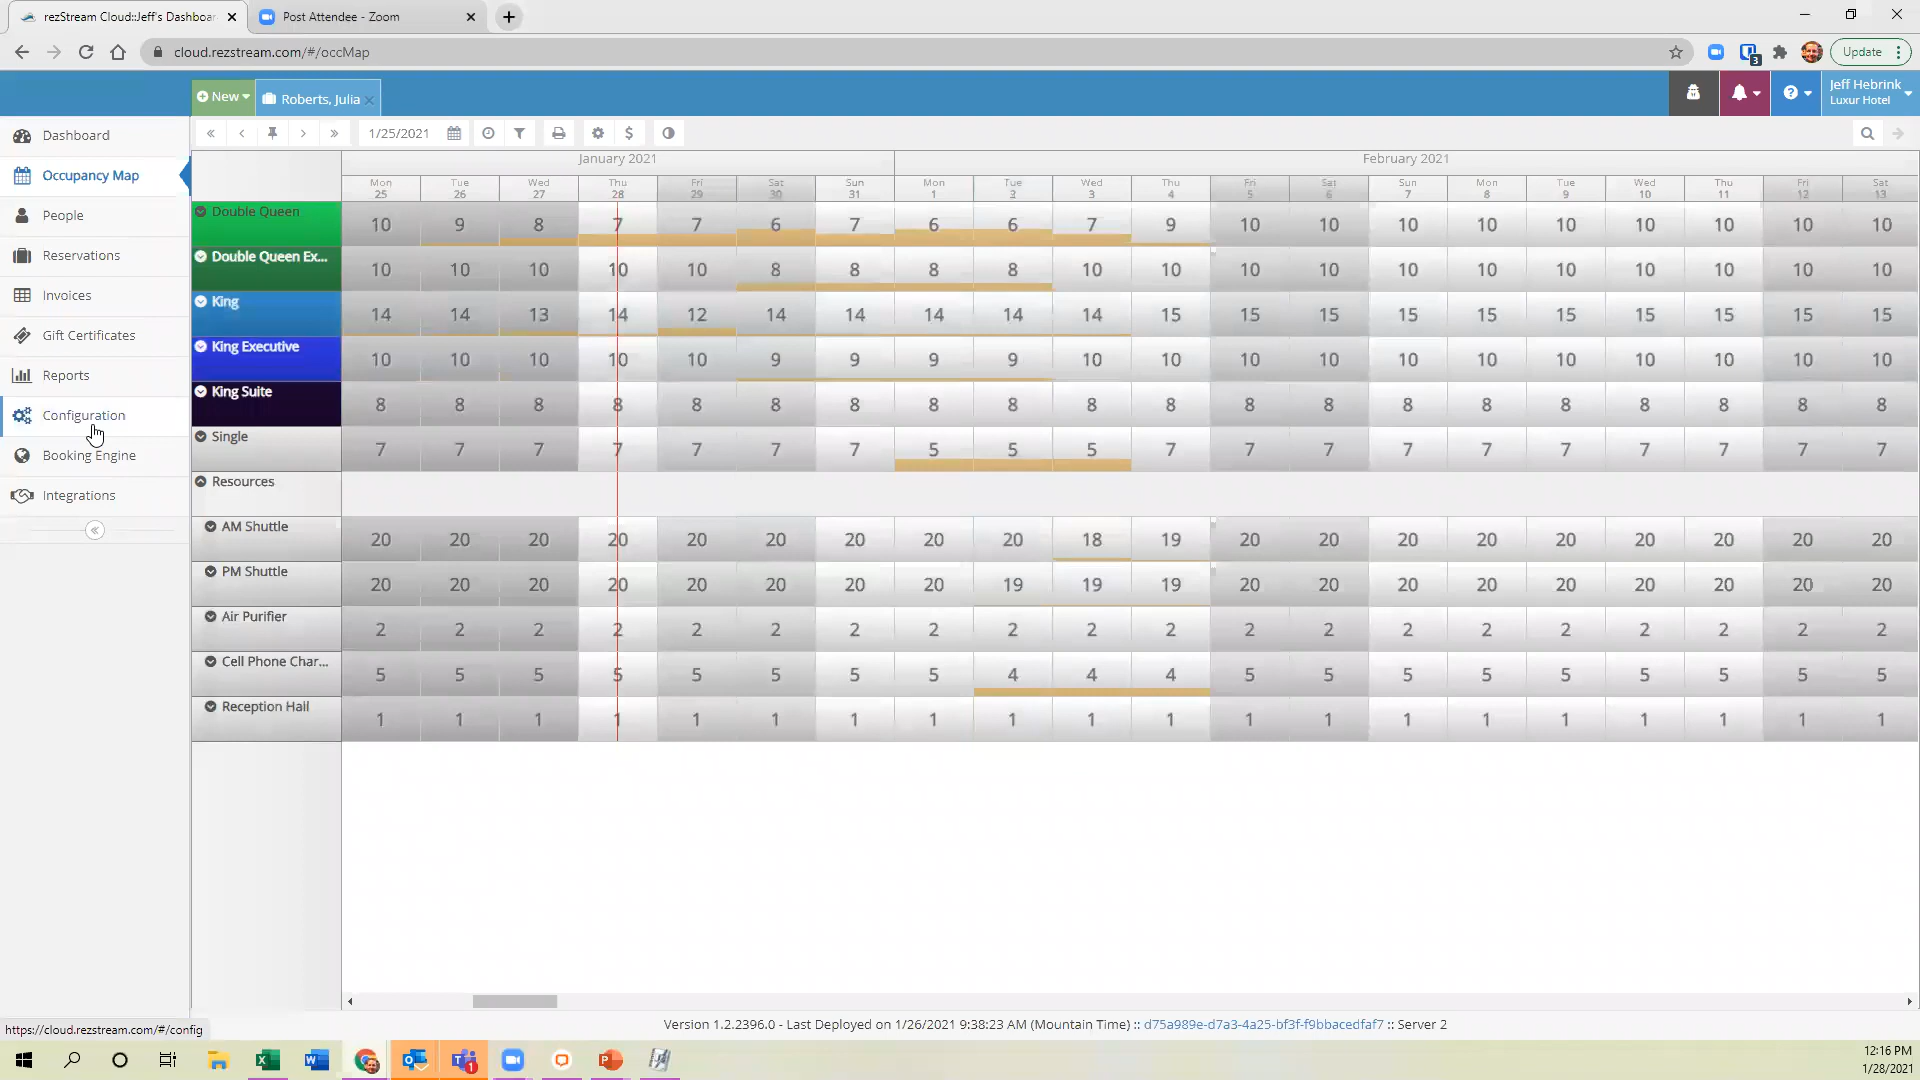 rezStream Cloud::Jeff's Dashboar
Post Attendee - Zoom
cloud.rezstream.com/#/occMap
Update
3
New
Roberts, Julia
Jeff Hebrink
Luxur Hotel
1/25/2021
Dashboard
Occupancy Map
People
Reservations
Invoices
Gift Certificates
Reports
Configuration
Booking Engine
Integrations
January 2021 February 2021
Mon Tue Wed Thu Fri Sat Sun Mon Tue Wed Thu Fri Sat Sun Mon Tue Wed Thu Fri Sat
25 26 27 28 29 30 31 1 2 3 4 5 6 7 8 9 10 11 12 13
Double Queen 10 9 8 7 7 6 7 6 6 7 9 10 10 10 10 10 10 10 10 10
Double Queen Ex... 10 10 10 10 10 8 8 8 8 10 10 10 10 10 10 10 10 10 10 10
King 14 14 13 14 12 14 14 14 14 14 15 15 15 15 15 15 15 15 15 15
King Executive 10 10 10 10 10 9 9 9 9 10 10 10 10 10 10 10 10 10 10 10
King Suite 8 8 8 8 8 8 8 8 8 8 8 8 8 8 8 8 8 8 8 8
Single 7 7 7 7 7 7 7 5 5 5 7 7 7 7 7 7 7 7 7 7
Resources
AM Shuttle 20 20 20 20 20 20 20 20 20 18 19 20 20 20 20 20 20 20 20 20
PM Shuttle 20 20 20 20 20 20 20 20 19 19 19 20 20 20 20 20 20 20 20 20
Air Purifier 2 2 2 2 2 2 2 2 2 2 2 2 2 2 2 2 2 2 2 2
Cell Phone Char... 5 5 5 5 5 5 5 5 4 4 4 5 5 5 5 5 5 5 5 5
Reception Hall 1 1 1 1 1 1 1 1 1 1 1 1 1 1 1 1 1 1 1 1
Version 1.2.2396.0 - Last Deployed on 1/26/2021 9:38:23 AM (Mountain Time) :: d75a989e-d7a3-4a25-bf3f-f9bbacedfaf7 :: Server 2
https://cloud.rezstream.com/#/config
1
12:16 PM
1/28/2021